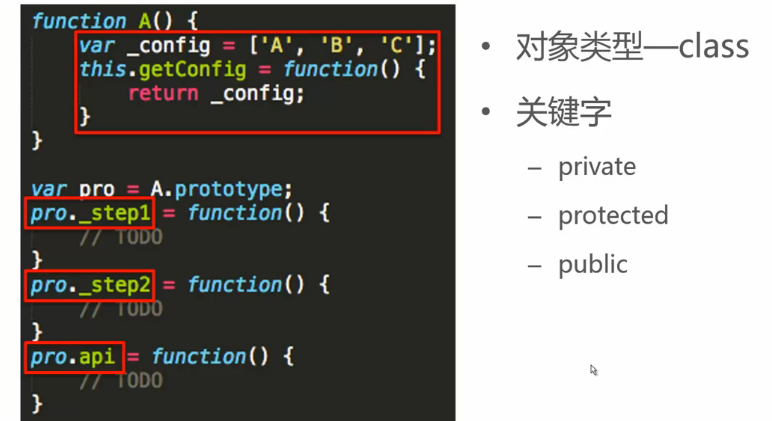 function A() {
    var _config = ['A', 'B', 'C'];
    this.getConfig = function() {
        return _config;
    }
}

var pro = A.prototype;
pro._step1 = function() {
    // TODO
}
pro._step2 = function() {
    // TODO
}
pro.api = function() {
    // TODO
}
• 对象类型—class
• 关键字
– private
– protected
– public